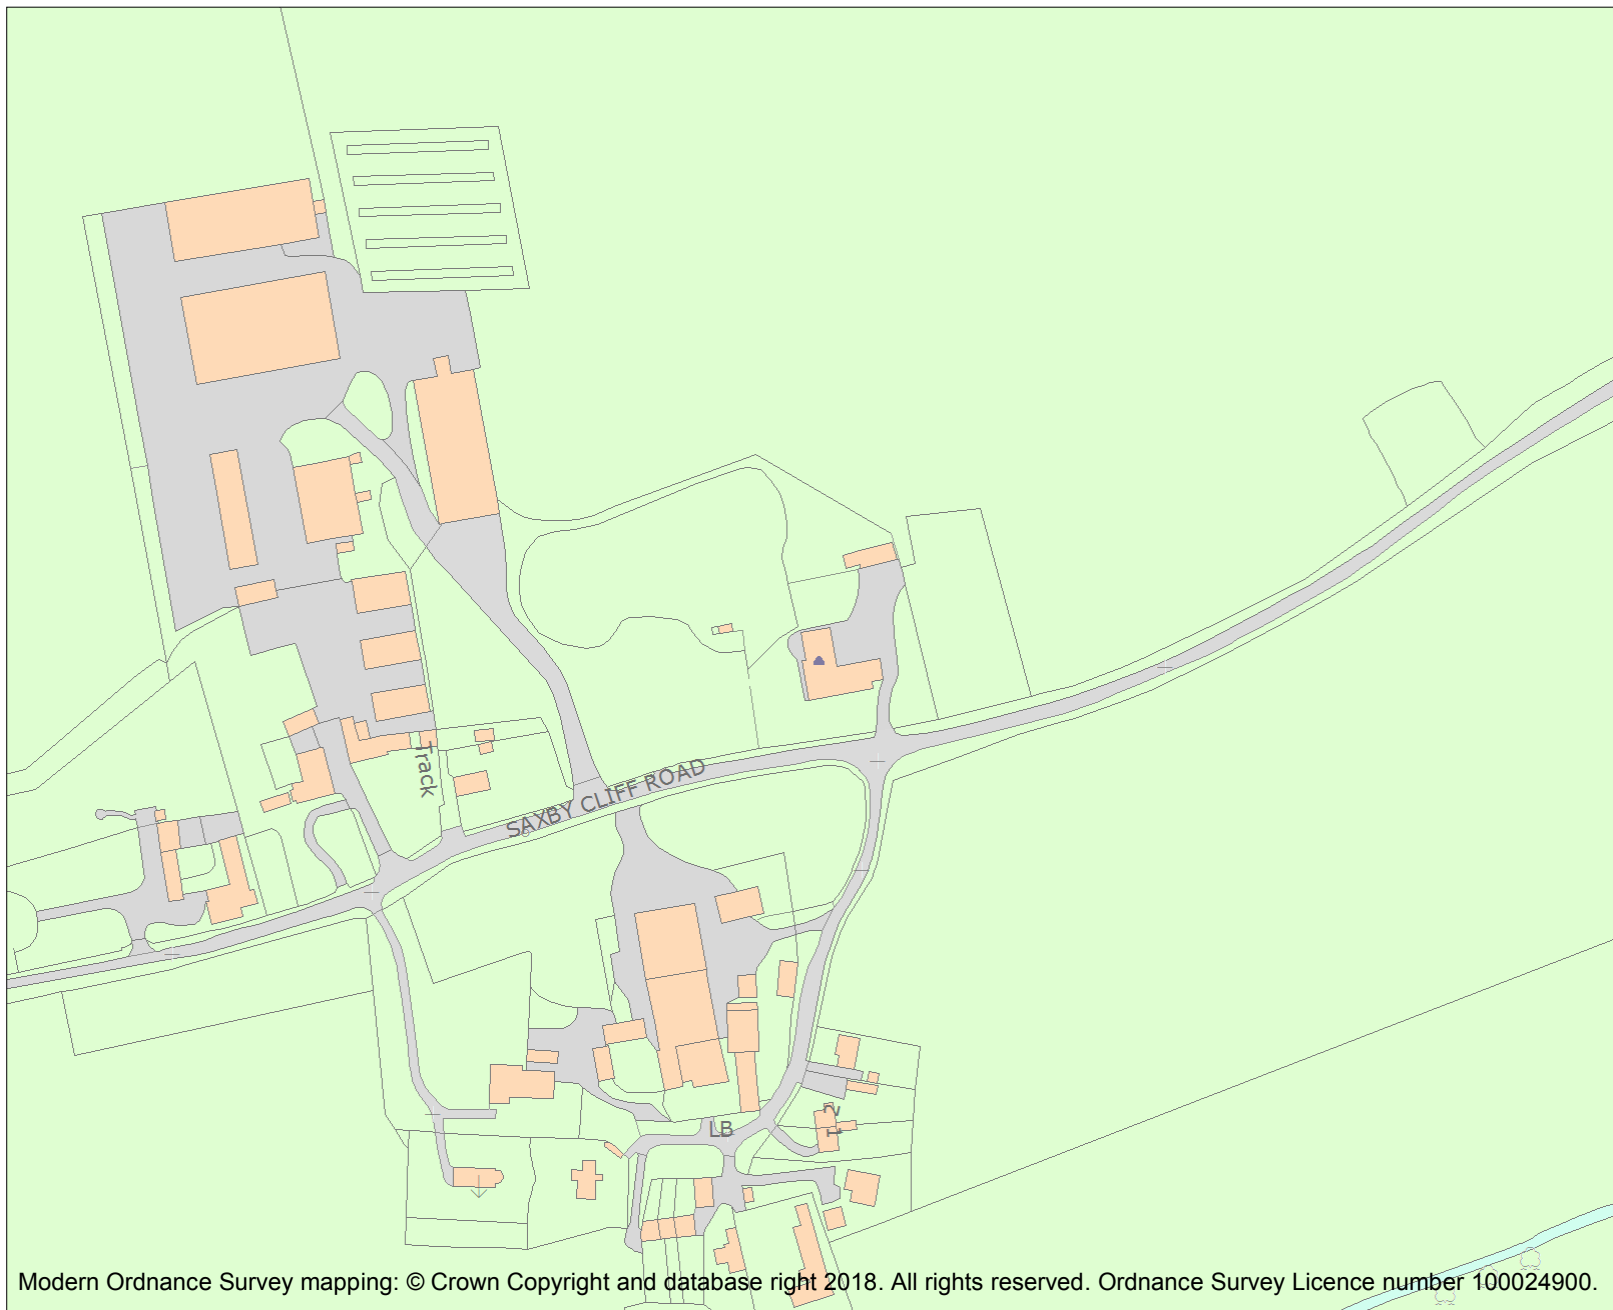 Track
SAXBY CLIFF ROAD
21
LB
Modern Ordnance Survey mapping: © Crown Copyright and database right 2018. All rights reserved. Ordnance Survey Licence number 100024900.